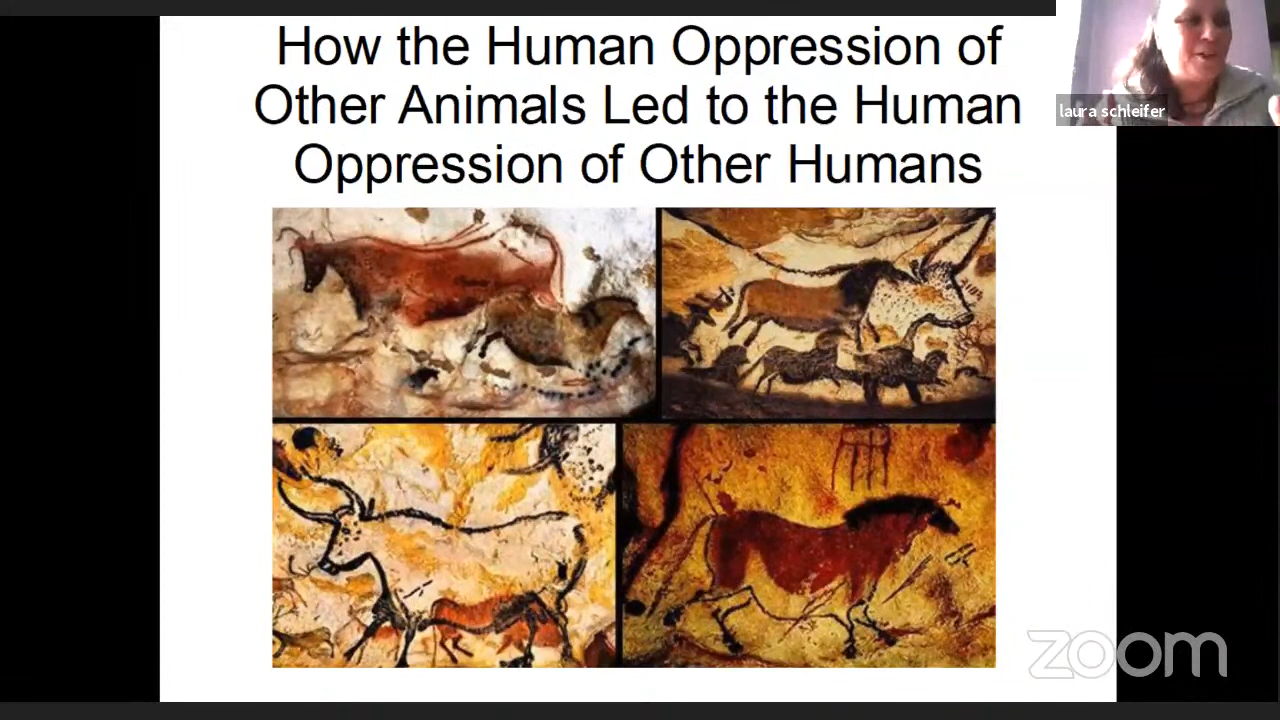 How the Human Oppression of
Other Animals Led to the Human
Oppression of Other Humans
laura schleifer
zoom